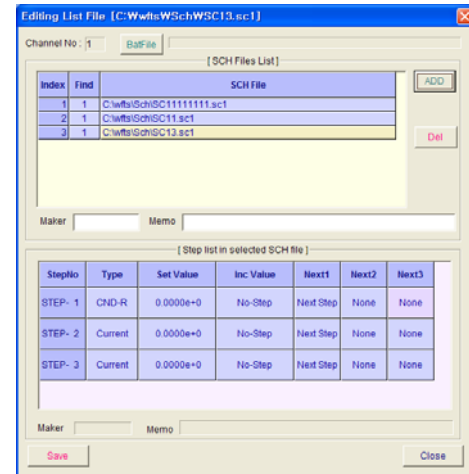 Editing List File [C:₩wfts₩Sch₩SC13.sc1]
Channel No : 1 BatFile
[ SCH Files List ]
Index Find SCH File
1 1 C:\wfts\Sch\SC11111111.sc1
2 1 C:\wfts\Sch\SC11.sc1
3 1 C:\wfts\Sch\SC13.sc1
ADD
Del
Maker Memo
[ Step list in selected SCH file ]
StepNo Type Set Value Inc Value Next1 Next2 Next3
STEP- 1 CND-R 0.0000e+0 No-Step Next Step None None
STEP- 2 Current 0.0000e+0 No-Step Next Step None None
STEP- 3 Current 0.0000e+0 No-Step Next Step None None
Maker Memo
Save Close